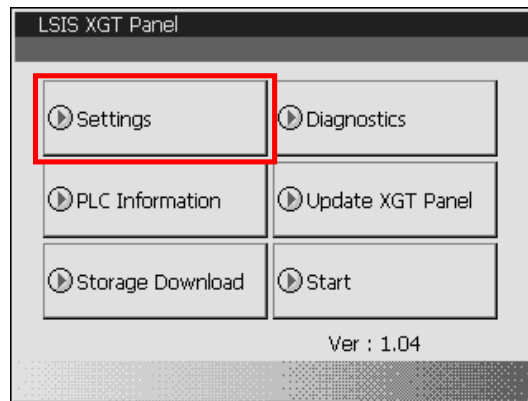 LSIS XGT Panel
Settings
Diagnostics
PLC Information
Update XGT Panel
Storage Download
Start
Ver : 1.04